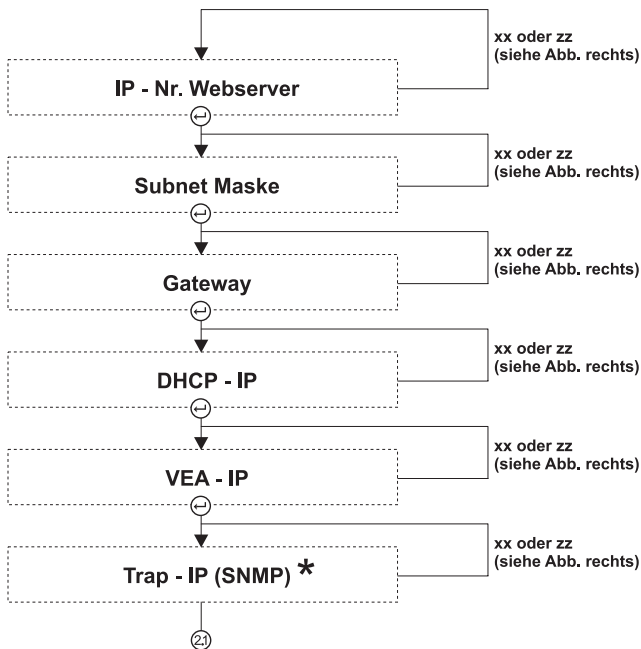 xx oder zz
(siehe Abb. rechts)
IP - Nr. Webserver
xx oder zz
(siehe Abb. rechts)
Subnet Maske
xx oder zz
(siehe Abb. rechts)
Gateway
xx oder zz
(siehe Abb. rechts)
DHCP - IP
xx oder zz
(siehe Abb. rechts)
VEA - IP
xx oder zz
(siehe Abb. rechts)
Trap - IP (SNMP) *
2.1